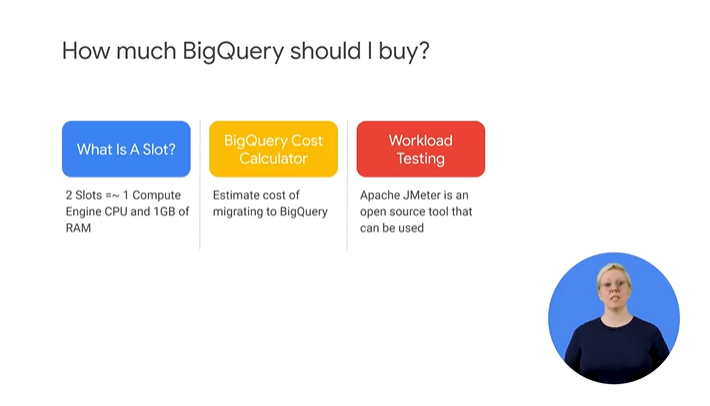 How much BigQuery should I buy?
What Is A Slot?
2 Slots =~ 1 Compute
Engine CPU and 1GB of
RAM
BigQuery Cost
Calculator
Estimate cost of
migrating to BigQuery
Workload
Testing
Apache JMeter is an
open source tool that
can be used